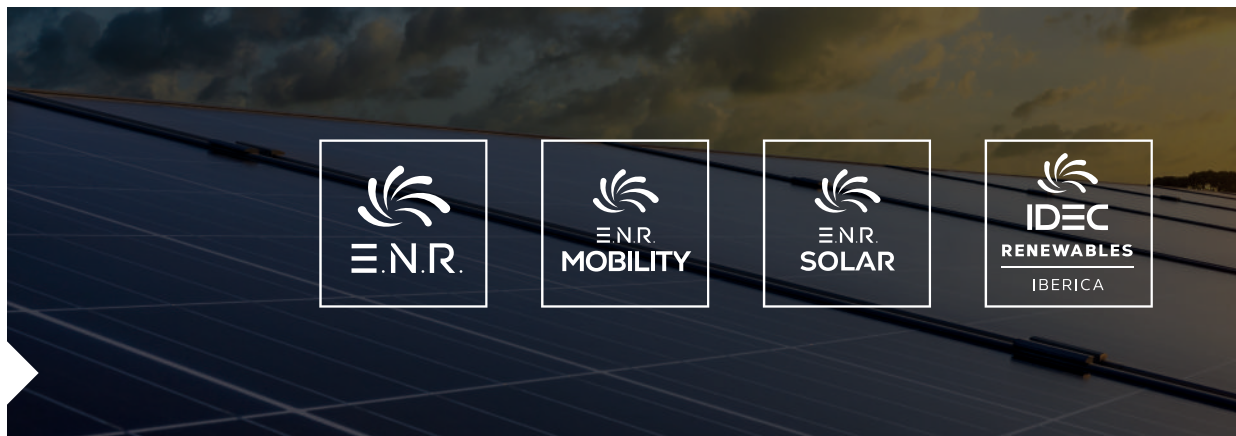 E.N.R.
E.N.R.
MOBILITY
E.N.R.
SOLAR
IDEC
RENEWABLES
IBERICA